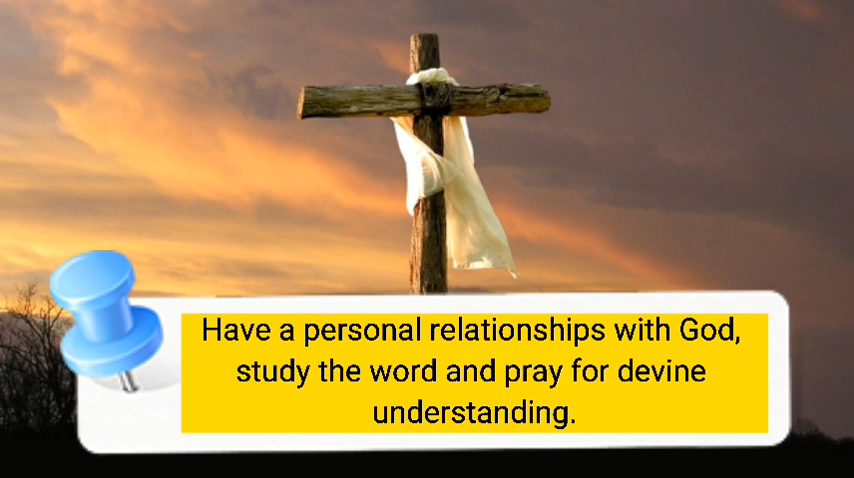 Have a personal relationships with God,
study the word and pray for devine
understanding.